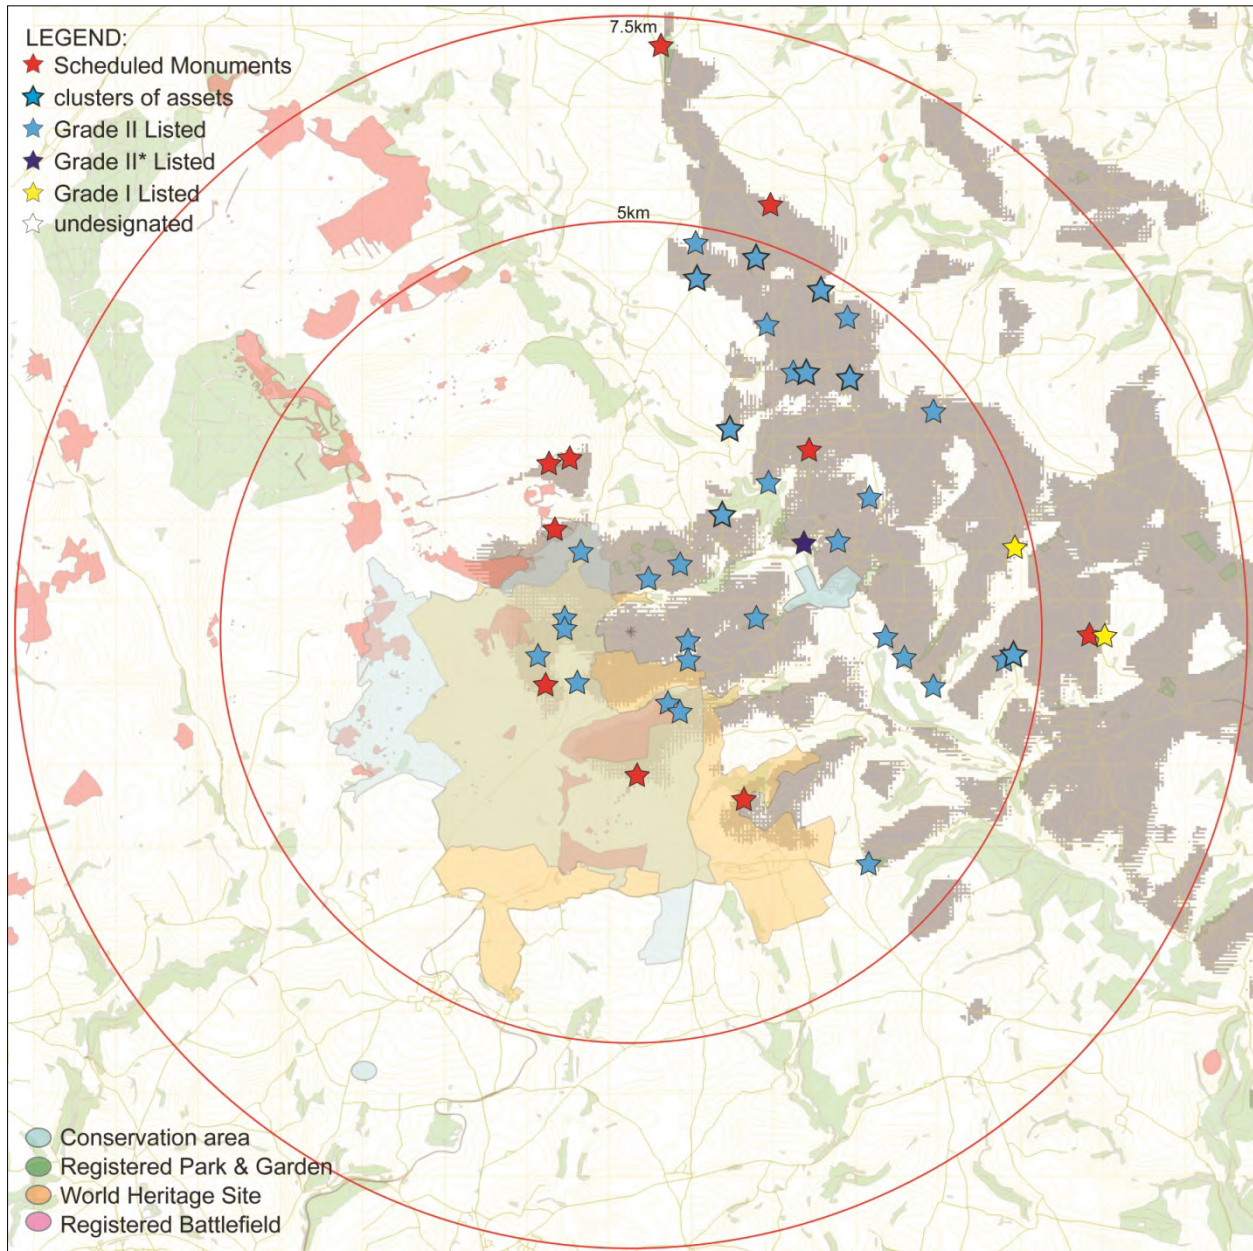 7.5km
LEGEND:
Scheduled Monuments
clusters of assets
Grade II Listed
Grade II* Listed
Grade I Listed
undesignated
5km
Conservation area
Registered Park & Garden
World Heritage Site
Registered Battlefield